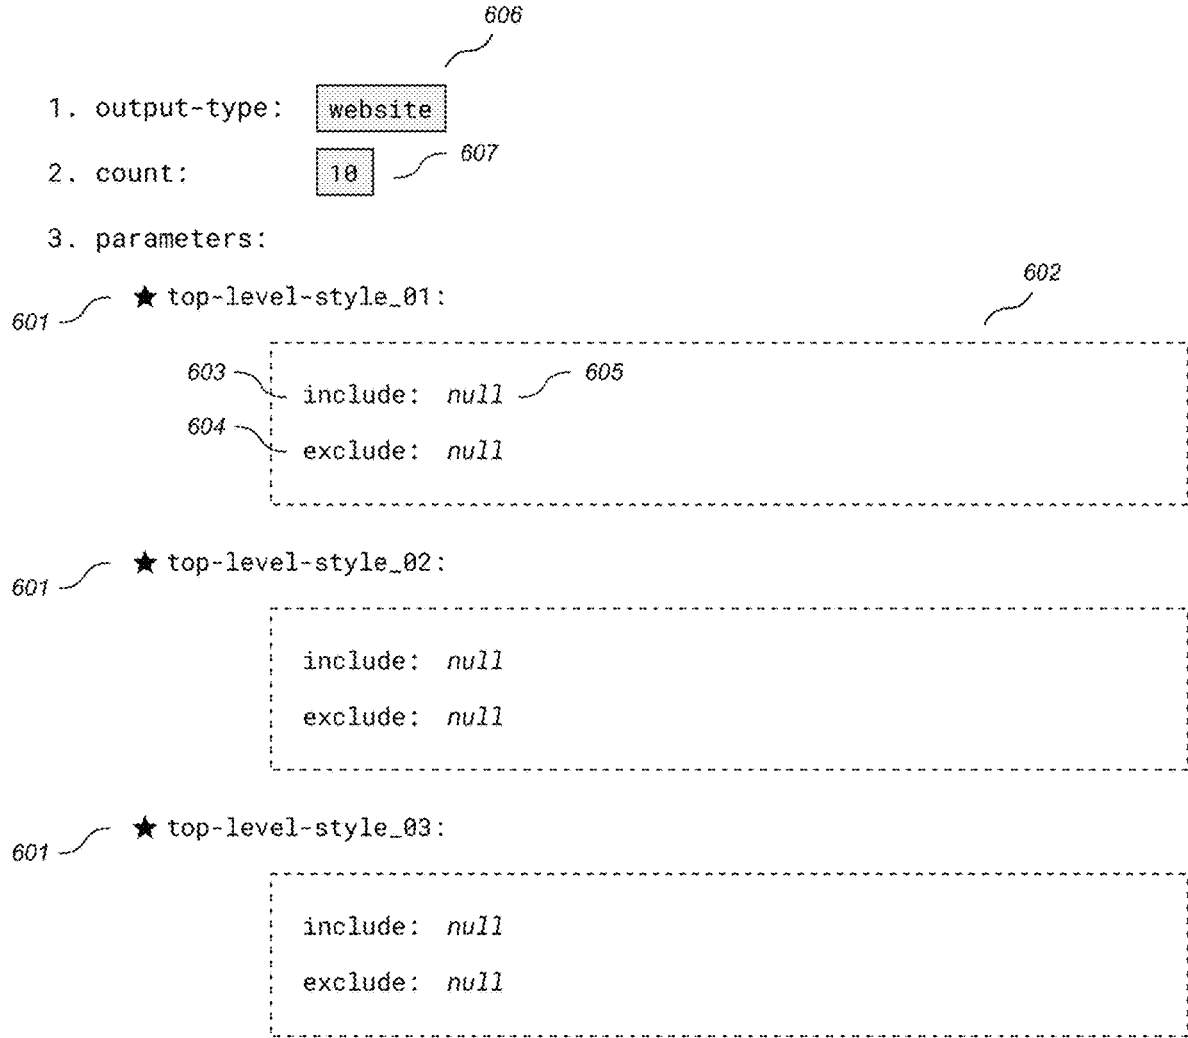 606
1. output-type: website
2. count: 10 607
3. parameters:
602
601 ★ top-level-style_01:
603 include: null 605
604 exclude: null
601 ★ top-level-style_02:
include: null
exclude: null
601 ★ top-level-style_03:
include: null
exclude: null